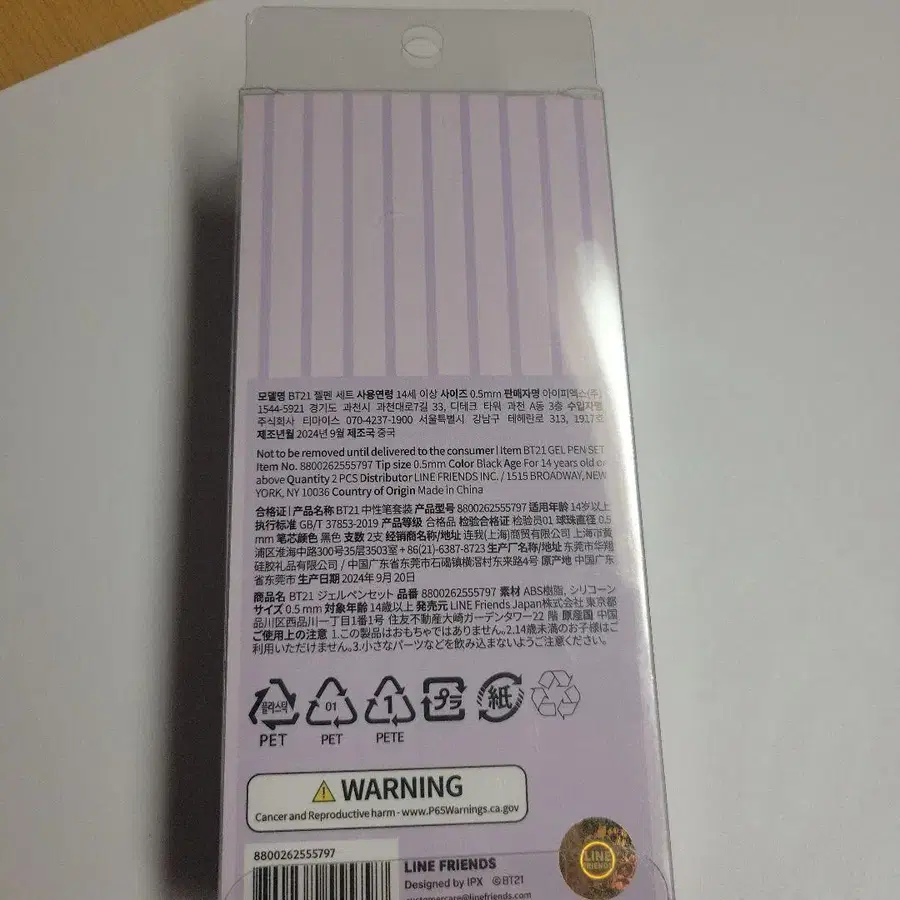 모델명 BT21 젤펜 세트 사용연령 14세 이상 사이즈 0.5mm 판매자명 아이피엑스(주)
1544-5921 경기도 과천시 과천대로7길 33, 디테크 타워 과천 A동 3층 수입자명
주식회사 티마이스 070-4237-1900 서울특별시 강남구 테헤란로 313, 1917호
제조년월 2024년 9월 제조국 중국
Not to be removed until delivered to the consumer | Item BT21 GEL PEN SET
Item No. 8800262555797 Tip size 0.5mm Color Black Age For 14 years old or
above Quantity 2 PCS Distributor LINE FRIENDS INC. / 1515 BROADWAY, NEW
YORK, NY 10036 Country of Origin Made in China
合格证 | 产品名称 BT21 中性笔套装 产品型号 8800262555797 适用年龄 14岁以上
执行标准 GB/T 37853-2019 产品等级 合格品 检验合格证 检验员01 球珠直径 0.5
mm 笔芯颜色 黑色 支数 2支 经销商名称/地址 连我(上海)商贸有限公司 上海市黄
浦区淮海中路300号35层3503室 + 86(21)-6387-8723 生产厂名称/地址 东莞市华翔
硅胶礼品有限公司 / 中国广东省东莞市石碣镇横滘村东来路4号 原产地 中国广东
省东莞市 生产日期 2024年 9月 20日
商品名 BT21 ジェルペンセット 品番 8800262555797 素材 ABS樹脂, シリコーン
サイズ 0.5 mm 対象年齢 14歳以上 発売元 LINE Friends Japan株式会社 東京都
品川区西品川一丁目1番1号 住友不動産大崎ガーデンタワー22 階 原産国 中国
ご使用上の注意 1.この製品はおもちゃではありません。2.14歳未満のお子様はご
利用いただけません。3.小さなパーツなどを飲み込まないようご注意ください。
플라스틱 01 1 プラ 紙
PET PET PETE
WARNING
Cancer and Reproductive harm - www.P65Warnings.ca.gov
8800262555797
LINE FRIENDS
Designed by IPX ©BT21
customercare@linefriends.com
LINE
FRIENDS